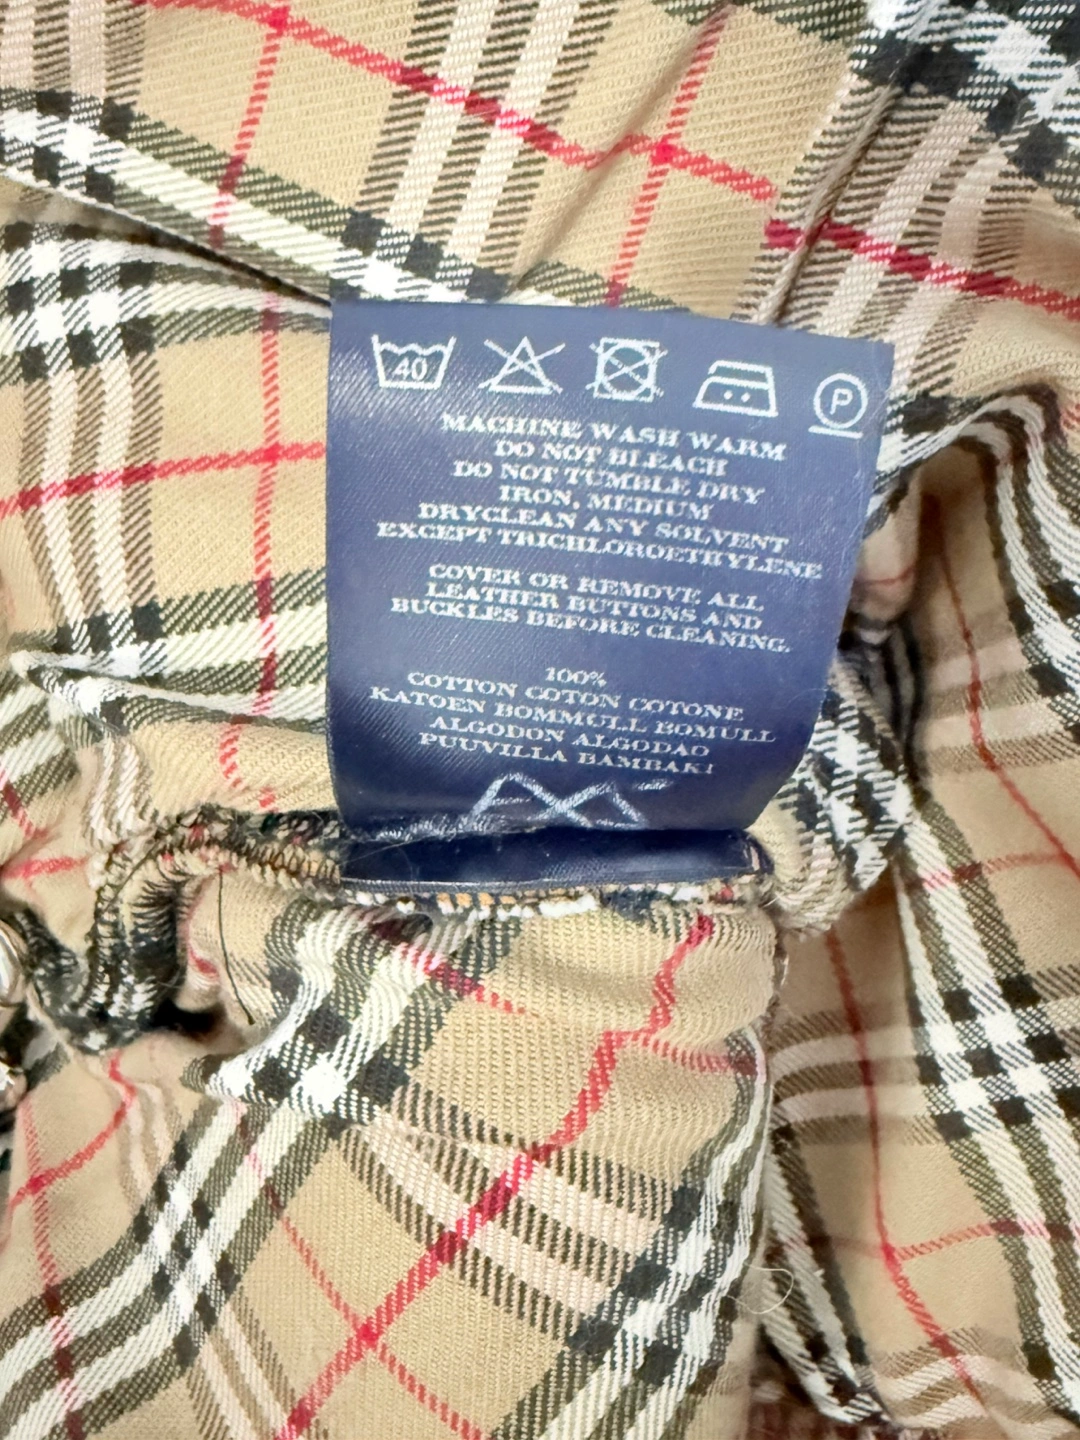 40
P
MACHINE WASH WARM
DO NOT BLEACH
DO NOT TUMBLE DRY
IRON, MEDIUM
DRYCLEAN ANY SOLVENT
EXCEPT TRICHLOROETHYLENE
COVER OR REMOVE ALL
LEATHER BUTTONS AND
BUCKLES BEFORE CLEANING.
100%
COTTON COTON COTONE
KATOEN BOMMULL BOMULL
ALGODON ALGODAO
PUUVILLA BAMBAKI